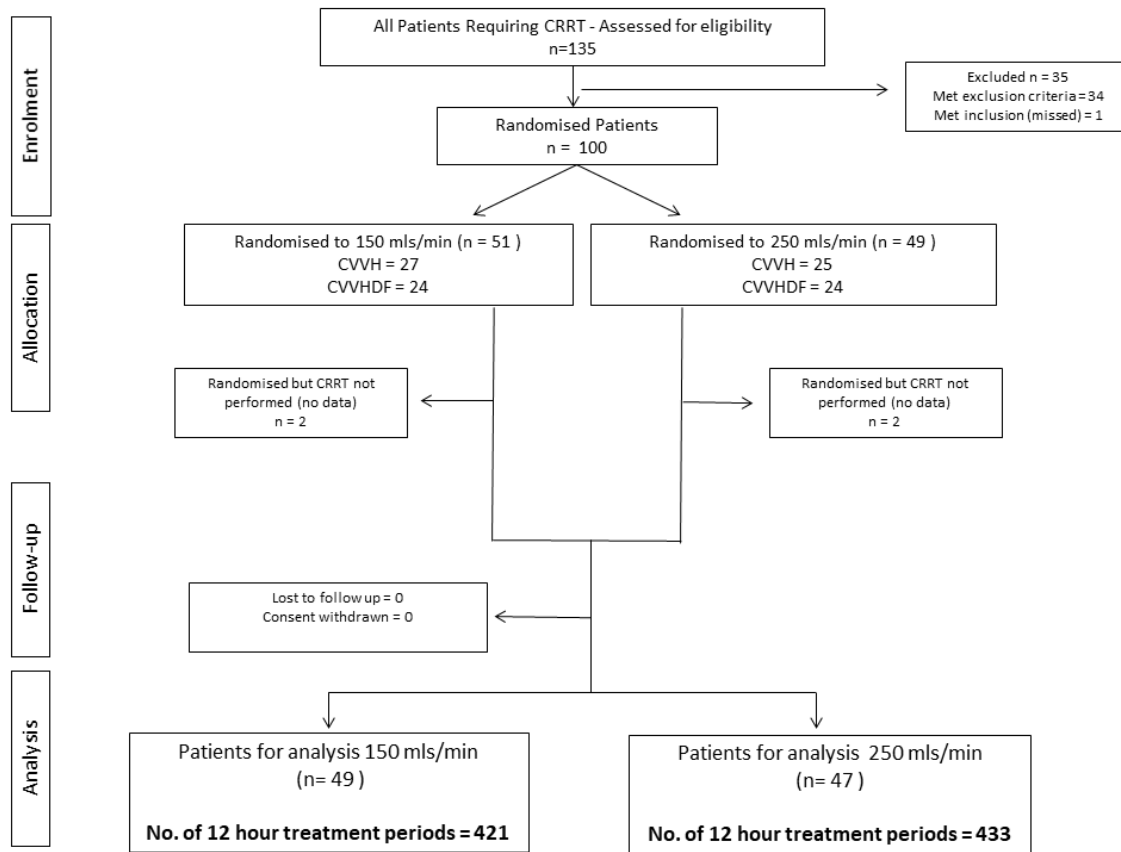 Enrolment
All Patients Requiring CRRT - Assessed for eligibility
n=135
Excluded n = 35
Met exclusion criteria = 34
Met inclusion (missed) = 1
Randomised Patients
n = 100
Allocation
Randomised to 150 mls/min (n = 51 )
CVVH = 27
CVVHDF = 24
Randomised to 250 mls/min (n = 49 )
CVVH = 25
CVVHDF = 24
Randomised but CRRT not
performed (no data)
n = 2
Randomised but CRRT not
performed (no data)
n = 2
Follow-up
Lost to follow up = 0
Consent withdrawn = 0
Analysis
Patients for analysis 150 mls/min
(n= 49 )
No. of 12 hour treatment periods = 421
Patients for analysis 250 mls/min
(n= 47 )
No. of 12 hour treatment periods = 433